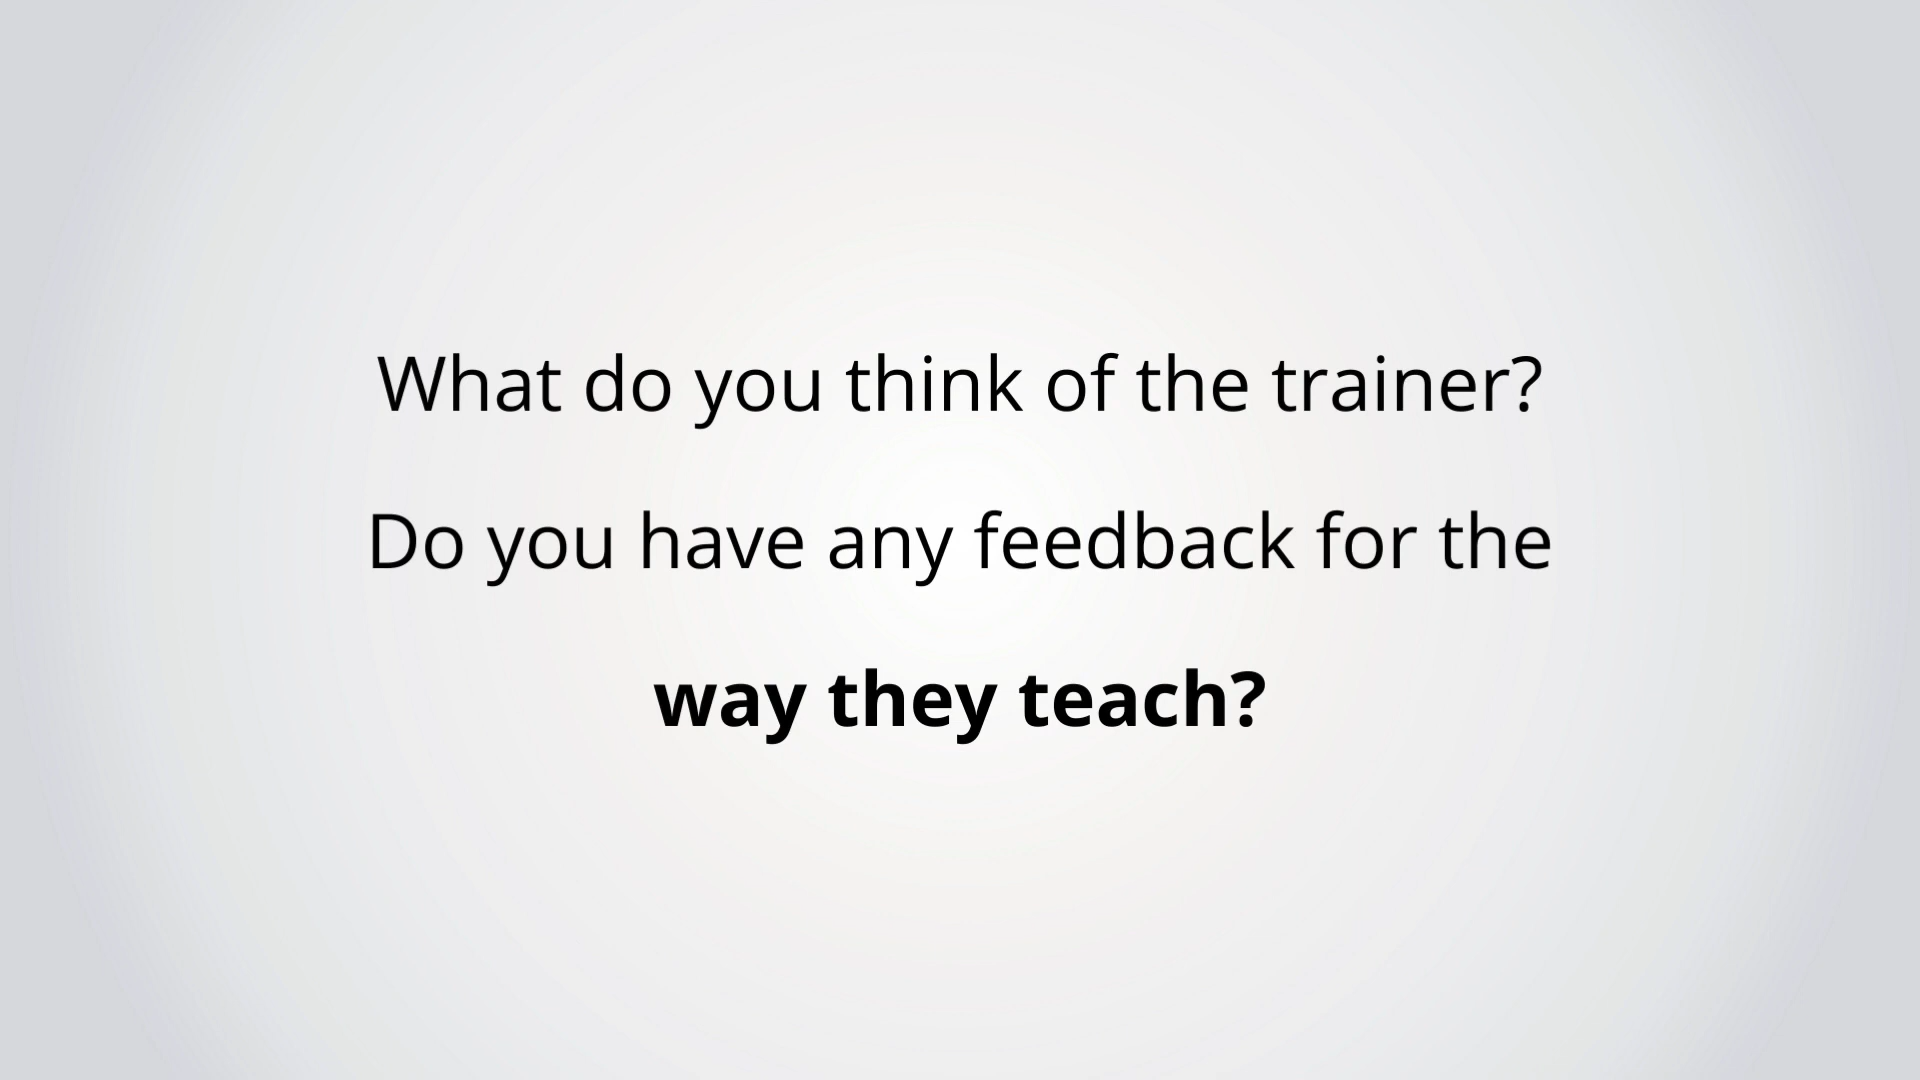 What do you think of the trainer?
Do you have any feedback for the
way they teach?